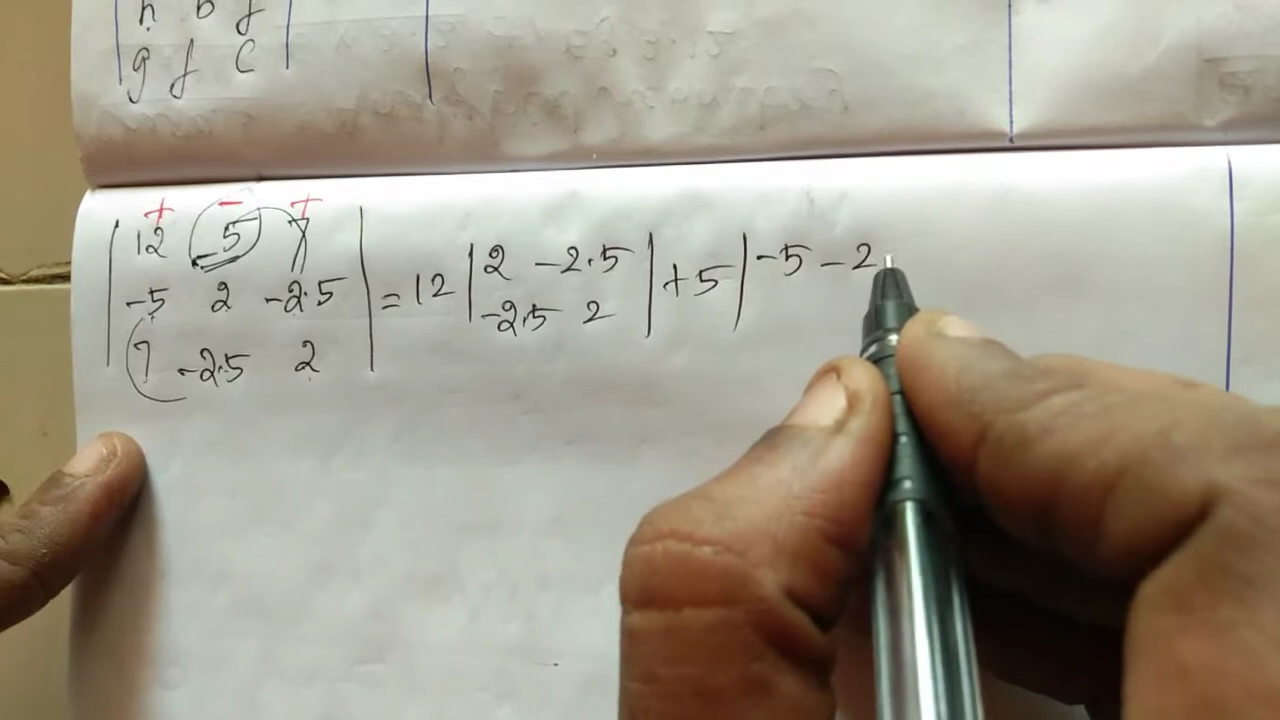 h b f
g f C
+ - +
12 -5 7
-5 2 -2.5
7 -2.5 2
= 12 | 2 -2.5 | + 5 | -5 -2
| -2.5 2 |